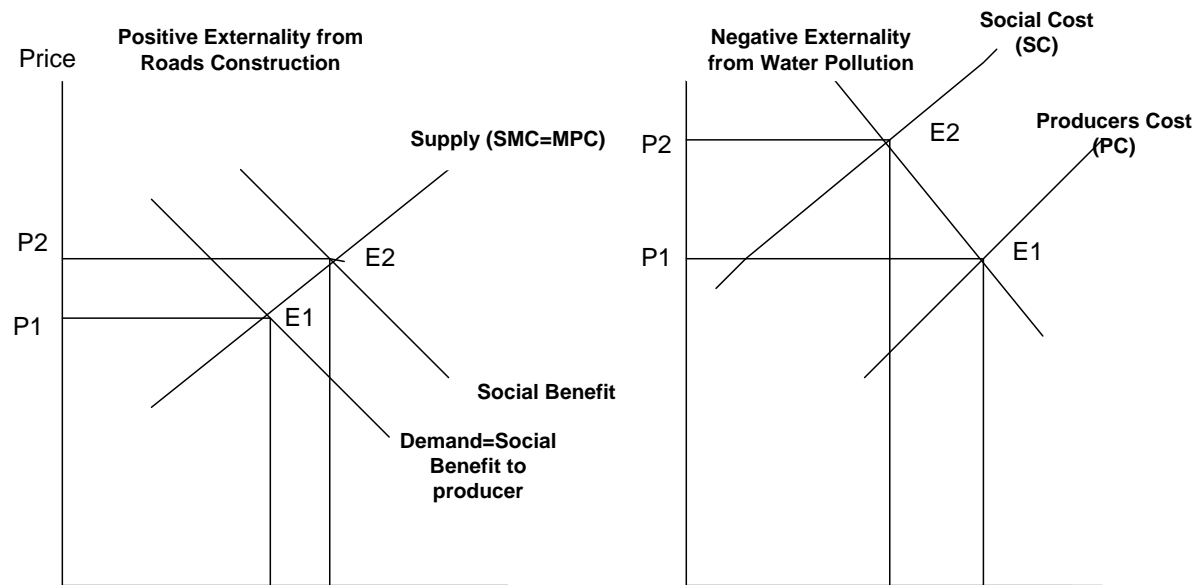 Positive Externality from
Roads Construction
Price
Supply (SMC=MPC)
P2
E2
P1
E1
Social Benefit
Demand=Social
Benefit to
producer
Negative Externality
from Water Pollution
Social Cost
(SC)
Producers Cost
(PC)
P2
E2
P1
E1